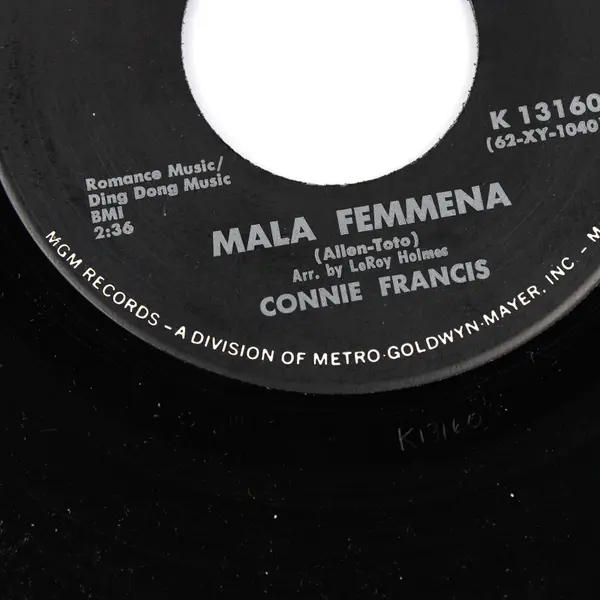 K 13160
(62-XY-1040)
Romance Music/
Ding Dong Music
BMI
2:36
MALA FEMMENA
(Allen-Toto)
Arr. by LeRoy Holmes
CONNIE FRANCIS
MGM RECORDS – A DIVISION OF METRO-GOLDWYN-MAYER, INC. – M
K13160